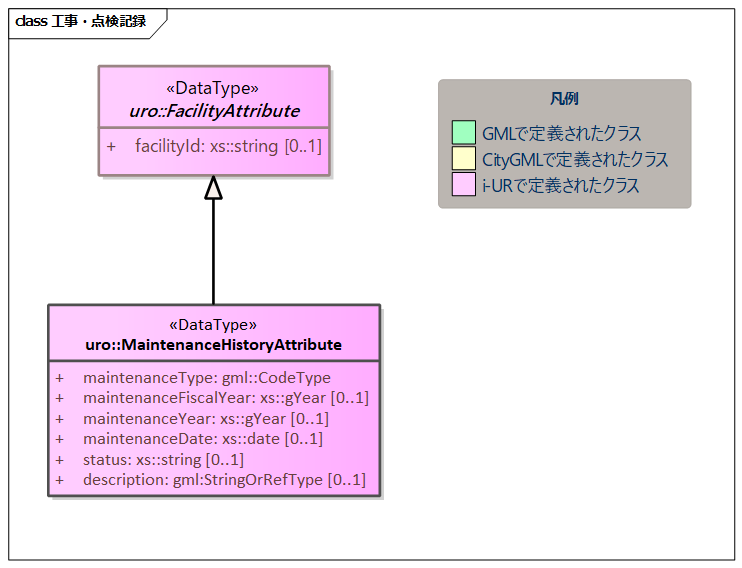 class 工事・点検記録
«DataType»
uro::FacilityAttribute
+ facilityId: xs::string [0..1]
凡例
GMLで定義されたクラス
CityGMLで定義されたクラス
i-URで定義されたクラス
«DataType»
uro::MaintenanceHistoryAttribute
+ maintenanceType: gml::CodeType
+ maintenanceFiscalYear: xs::gYear [0..1]
+ maintenanceYear: xs::gYear [0..1]
+ maintenanceDate: xs::date [0..1]
+ status: xs::string [0..1]
+ description: gml:StringOrRefType [0..1]